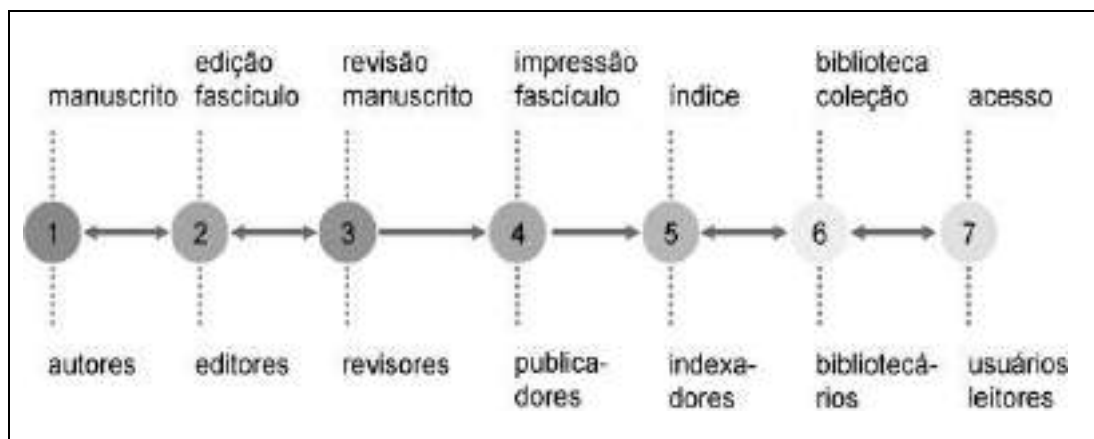 manuscrito
edição
fascículo
revisão
manuscrito
impressão
fascículo
índice
biblioteca
coleção
acesso
1
2
3
4
5
6
7
autores
editores
revisores
publica-
dores
indexa-
dores
bibliotecá-
rios
usuários
leitores